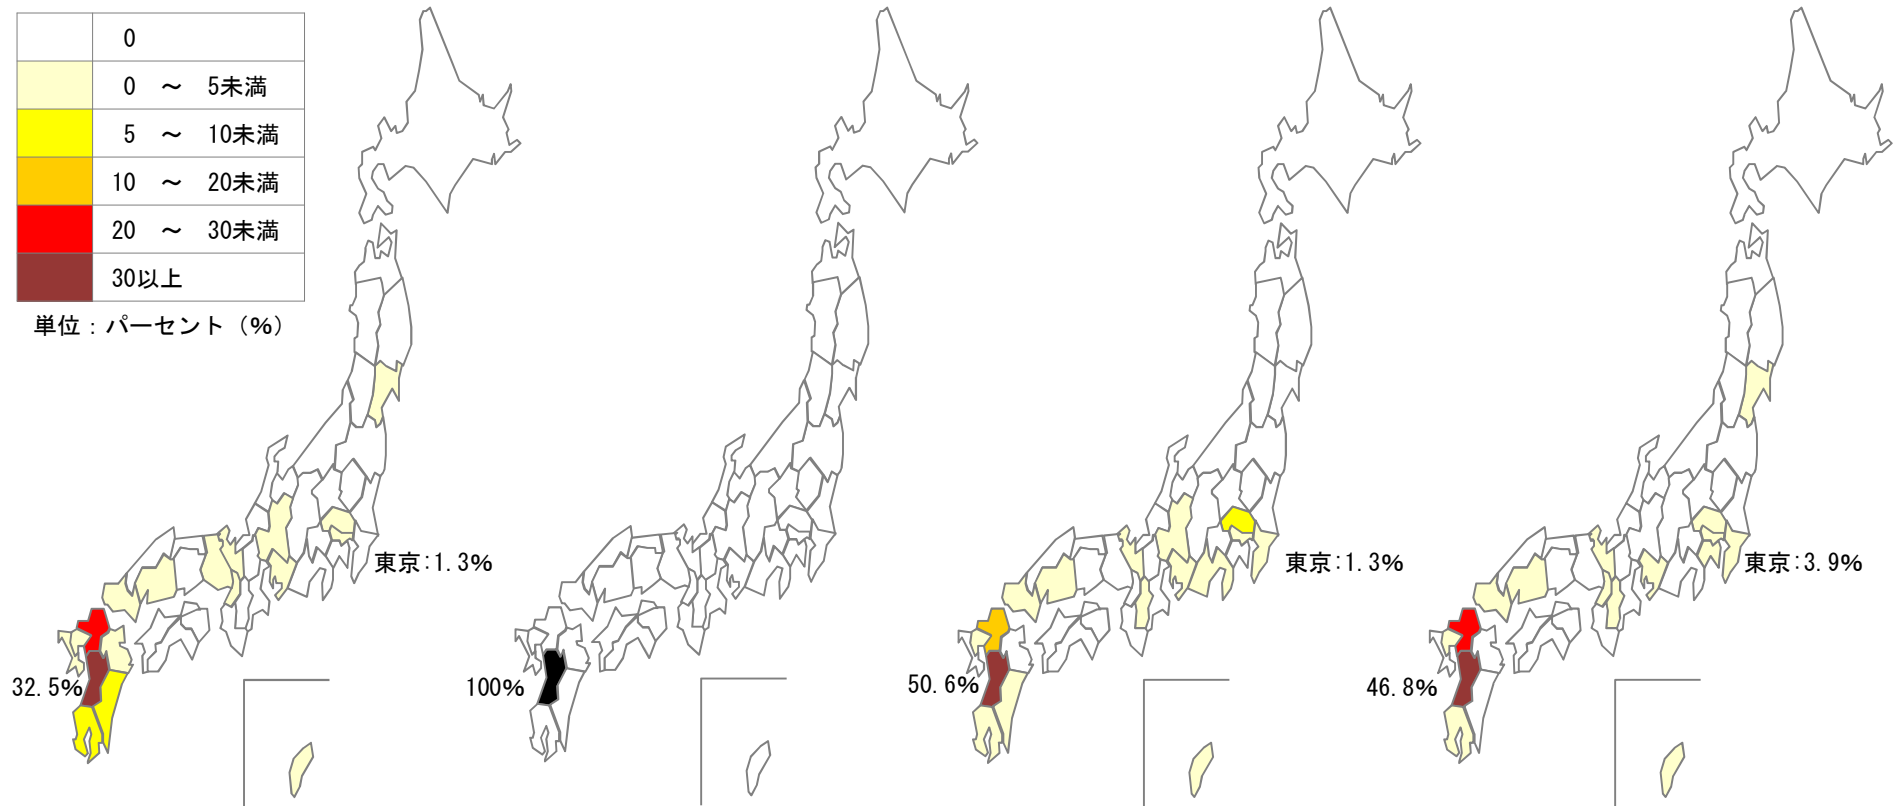 0
0 ～ 5未満
5 ～ 10未満
10 ～ 20未満
20 ～ 30未満
30以上
単位：パーセント（%）
東京:1.3%
32.5%
100%
東京:1.3%
50.6%
東京:3.9%
46.8%